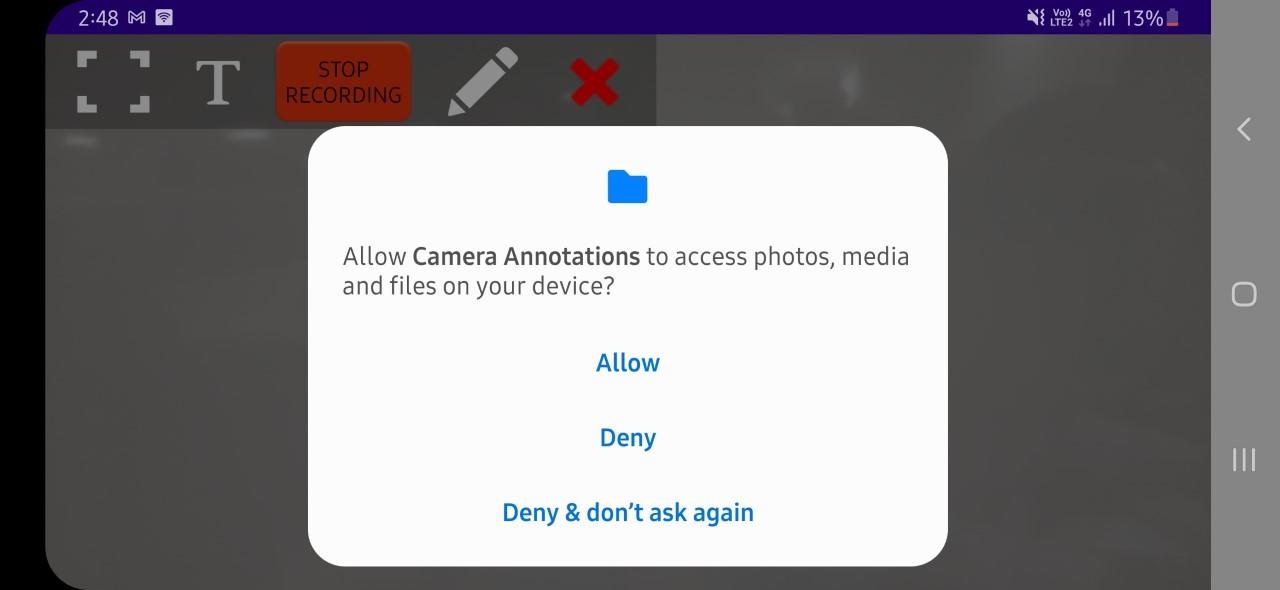 2:48
Vo)) 4G
LTE2
13%
T
STOP
RECORDING
Allow Camera Annotations to access photos, media
and files on your device?
Allow
Deny
Deny & don't ask again